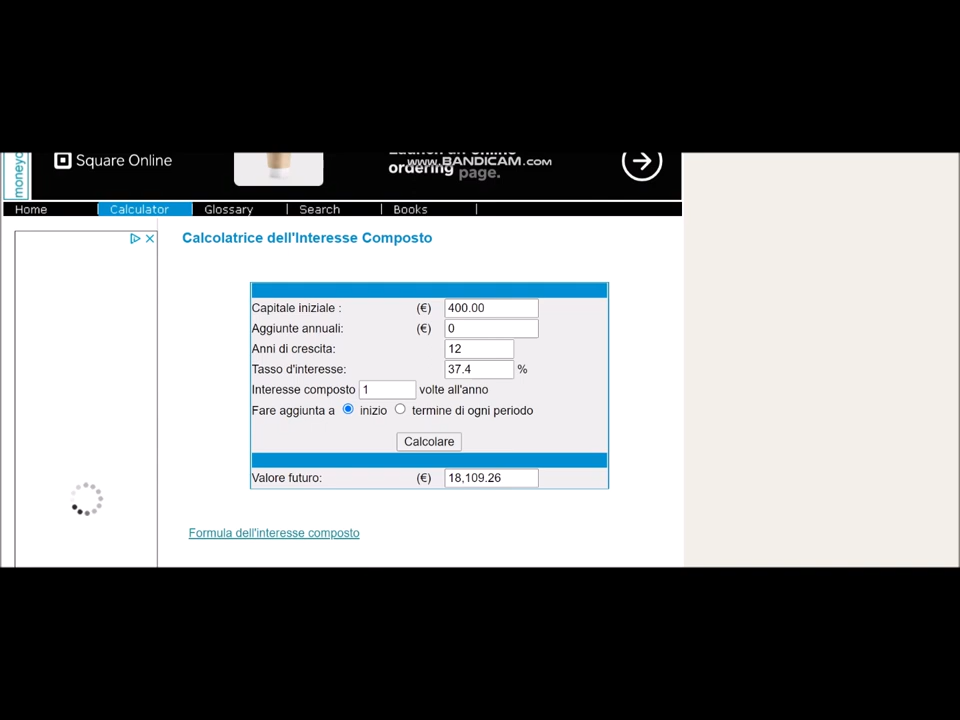 moneyc
Square Online
ordering page.
www.BANDICAM.com
Home | Calculator | Glossary | Search | Books |
Calcolatrice dell'Interesse Composto
Capitale iniziale : (€) 400.00
Aggiunte annuali: (€) 0
Anni di crescita: 12
Tasso d'interesse: 37.4 %
Interesse composto 1 volte all'anno
Fare aggiunta a inizio termine di ogni periodo
Calcolare
Valore futuro: (€) 18,109.26
Formula dell'interesse composto